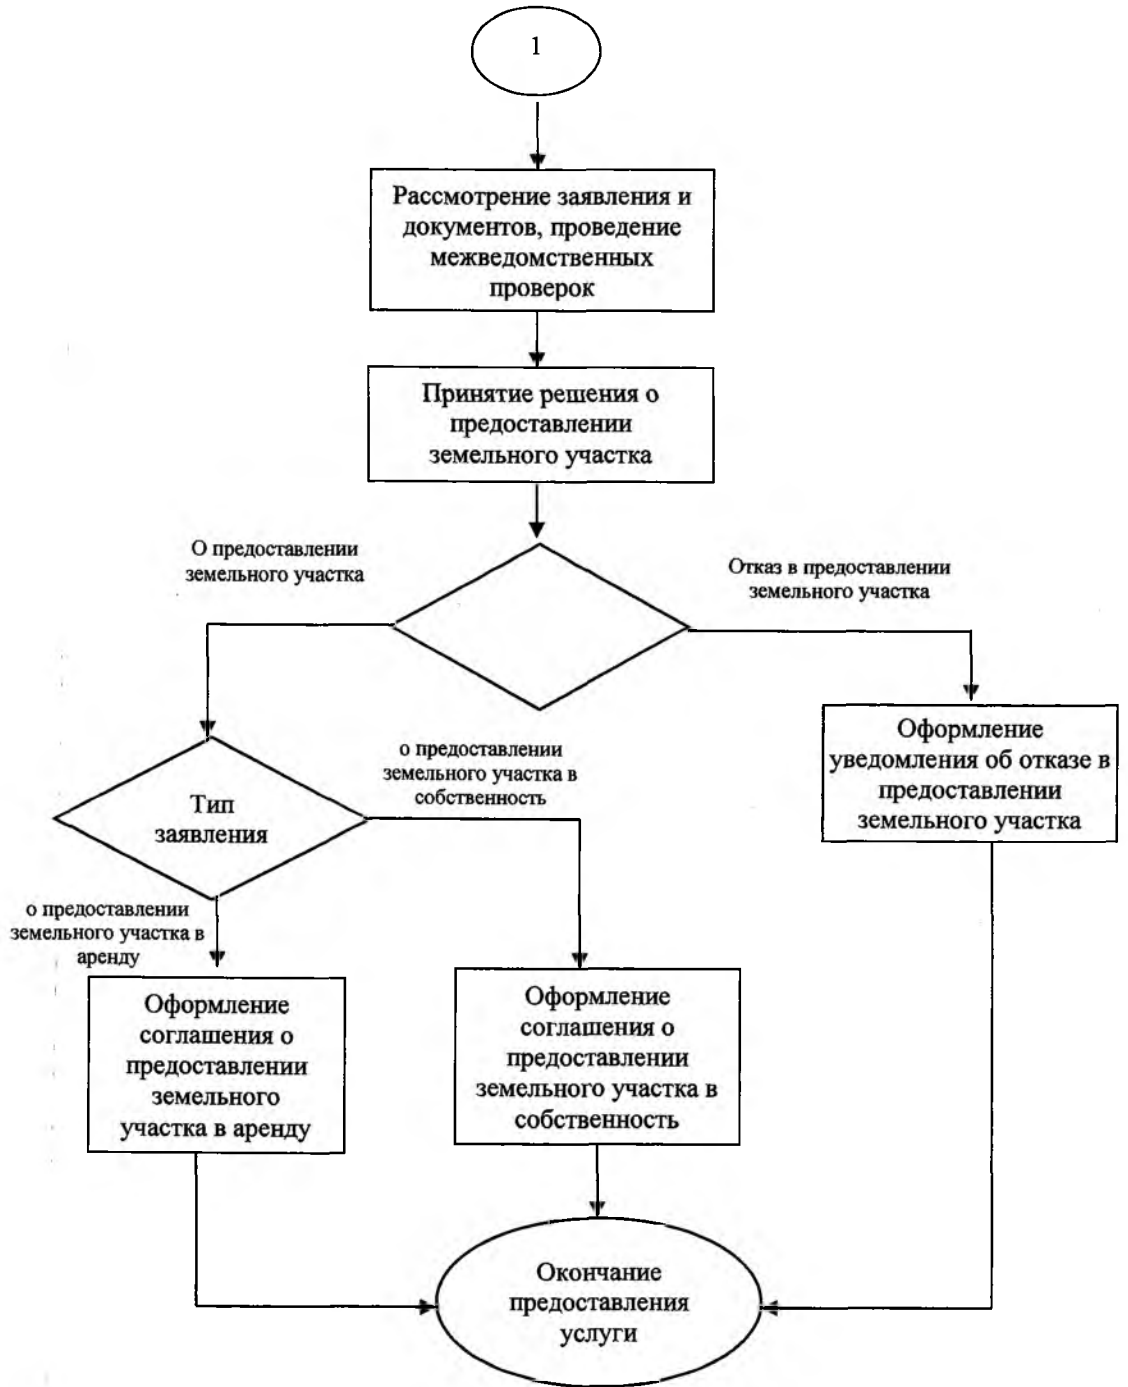 1
Рассмотрение заявления и
документов, проведение
межведомственных
проверок
Принятие решения о
предоставлении
земельного участка
О предоставлении
земельного участка
Отказ в предоставлении
земельного участка
Оформление
уведомления об отказе в
предоставлении
земельного участка
о предоставлении
земельного участка в
собственность
Тип
заявления
о предоставлении
земельного участка в
аренду
Оформление
соглашения о
предоставлении
земельного
участка в аренду
Оформление
соглашения о
предоставлении
земельного участка в
собственность
Окончание
предоставления
услуги